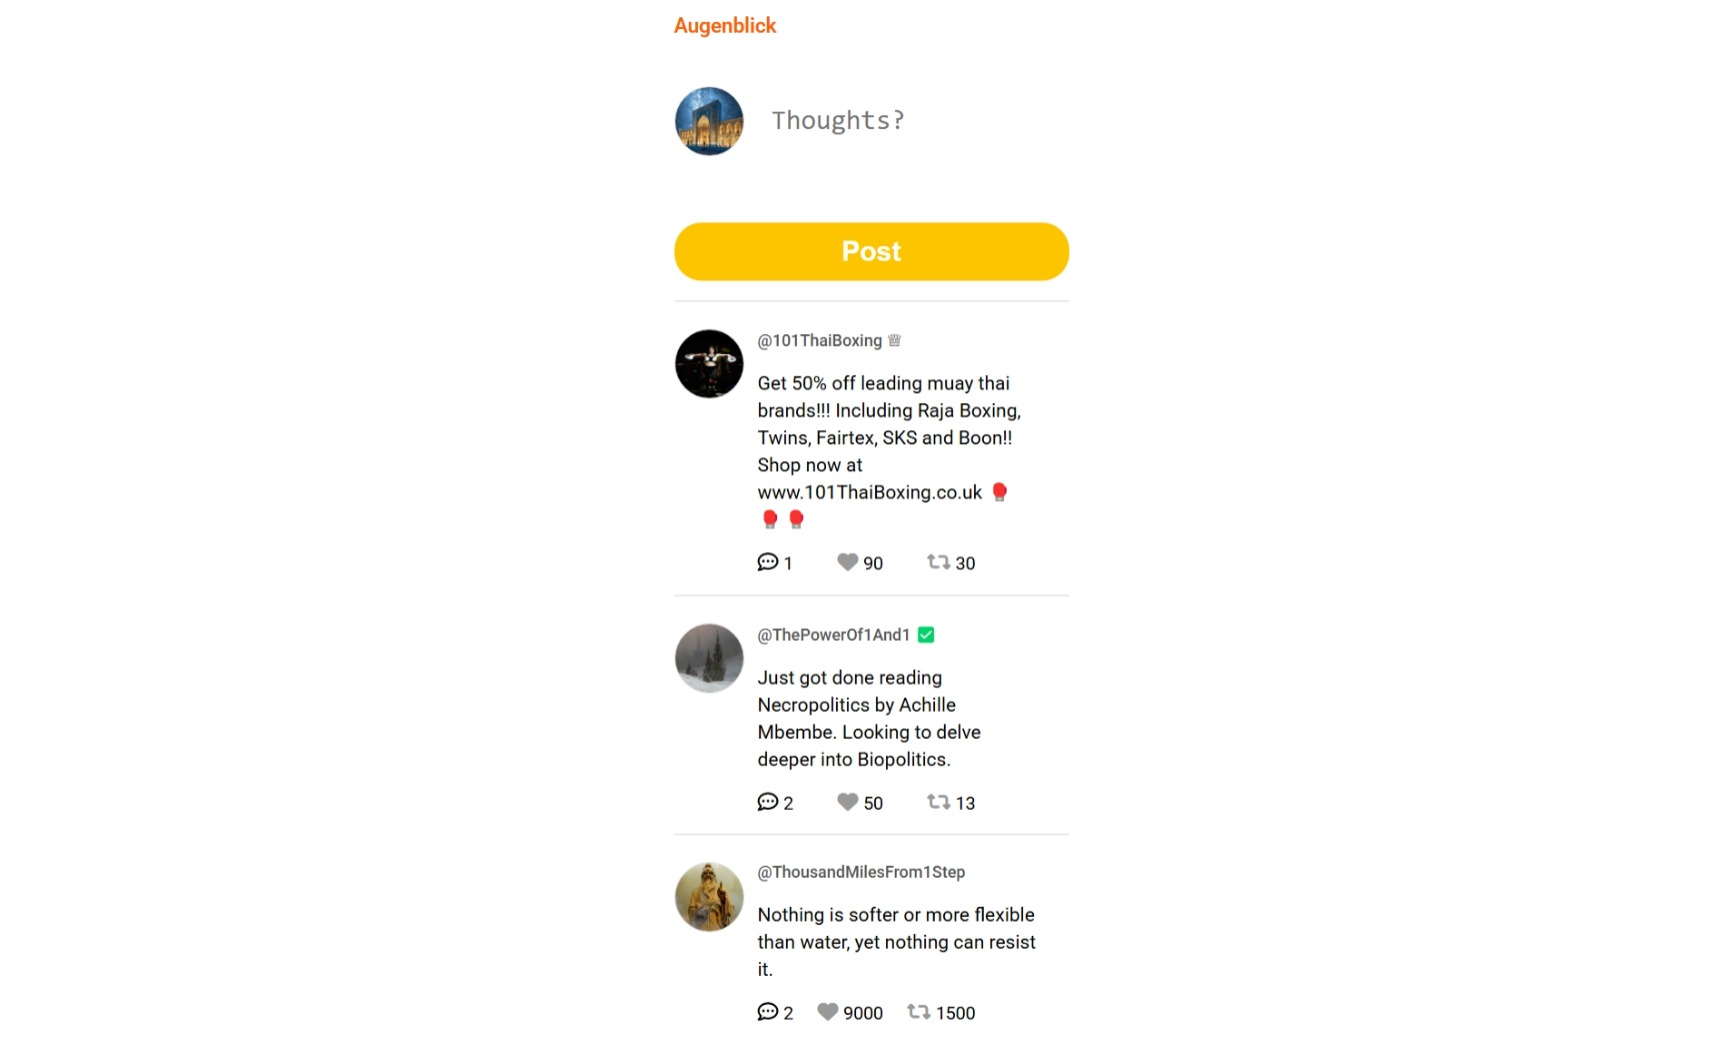 Augenblick
Thoughts?
Post
@101ThaiBoxing ♕
Get 50% off leading muay thai
brands!!! Including Raja Boxing,
Twins, Fairtex, SKS and Boon!!
Shop now at
www.101ThaiBoxing.co.uk 🥊
🥊 🥊
1 90 30
@ThePowerOf1And1 ✅
Just got done reading
Necropolitics by Achille
Mbembe. Looking to delve
deeper into Biopolitics.
2 50 13
@ThousandMilesFrom1Step
Nothing is softer or more flexible
than water, yet nothing can resist
it.
2 9000 1500